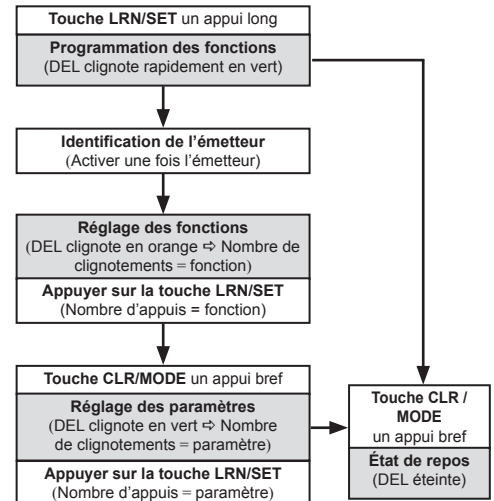 Touche LRN/SET un appui long
Programmation des fonctions
(DEL clignote rapidement en vert)
Identification de l'émetteur
(Activer une fois l'émetteur)
Réglage des fonctions
(DEL clignote en orange ➪ Nombre de
clignotements = fonction)
Appuyer sur la touche LRN/SET
(Nombre d'appuis = fonction)
Touche CLR/MODE un appui bref
Réglage des paramètres
(DEL clignote en vert ➪ Nombre
de clignotements = paramètre)
Appuyer sur la touche LRN/SET
(Nombre d'appuis = paramètre)
Touche CLR /
MODE
un appui bref
État de repos
(DEL éteinte)